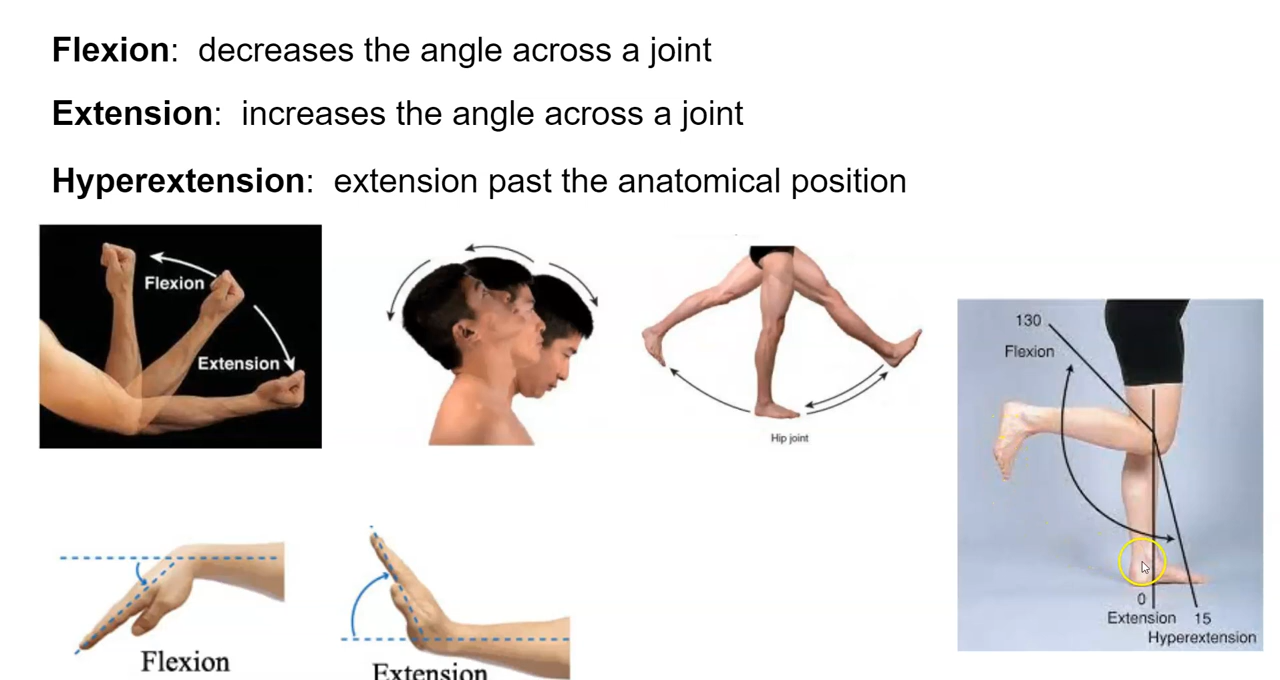 Flexion: decreases the angle across a joint
Extension: increases the angle across a joint
Hyperextension: extension past the anatomical position
Flexion
Extension
Hip joint
130
Flexion
0
Extension 15
Hyperextension
Flexion
Extension